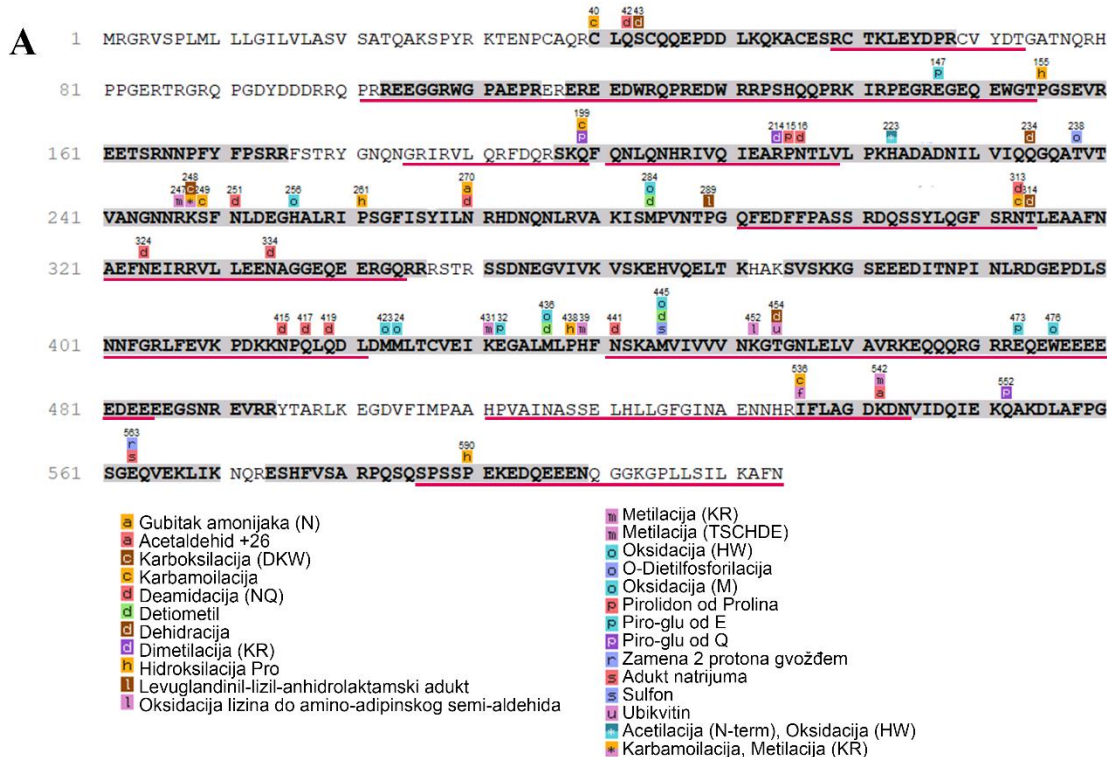 A
40 42 43
c d d
1 MRGRVSPLML LLGILVLASV SATQAKSPYR KTENPCAQRC LQSCQQEPDD LKQKACESRC TKLEYDPRCV YDTGATNQRH
147 155
p h
81 PPGERTRGRQ PGDYDDDRRQ PRREEGGRWG PAEPRERERE EDWRQPREDW RRPSHQQPRK IRPEGREGEQ EWGTPGSEVR
199 214 15 16 223 234 238
c
p d p d * d o
161 EETSRNNPFY FPSRRFSTRY GNQNGRIRVL QRFDQRSKQF QNLQNHRIVQ IEARPNTLVL PKHADADNIL VIQQGQATVT
248
247 c 249 251 256 261 270 284 289 313 314
m * c d o h a d o d l d c d
241 VANGNNRKSF NLDEGHALRI PSGFISYILN RHDNQNLRVA KISMPVNTPG QFEDFFPASS RDQSSYLQGF SRNTLEAAFN
324 334
d d
321 AEFNEIRRVL LEENAGGEQE ERGQRRRSTR SSDNEGVIVK VSKEHVQELT KHAKSVSKKG SEEEDITNPI NLRDGEPDLS
415 417 419 423 24 431 32 436 438 39 441 445 452 454 473 476
d d d o o m p o d h m d o d s l d u p o
401 NNFGRLFEVK PDKKNPQLQD LDMMLTCVEI KEGALMLPHF NSKAMVIVVV NKGTGNLELV AVRKEQQQRG RREQEWEEEE
536 542 552
c f m a p
481 EDEEEEGSNR EVRRYTARLK EGDVFIMPAA HPVAINASSE LHLLGFGINA ENNHRIFLAG DKDNVIDQIE KQAKDLAFPG
563 590
r s h
561 SGEQVEKLIK NQRESHFVSA RPQSQSPSSP EKEDQEEENQ GGKGPLLSIL KAFN
a Gubitak amonijaka (N)
a Acetaldehid +26
c Karboksilacija (DKW)
c Karbamoilacija
d Deamidacija (NQ)
d Detiometil
d Dehidracija
d Dimetilacija (KR)
h Hidroksilacija Pro
l Levuglandinil-lizil-anhidrolaktamski adukt
l Oksidacija lizina do amino-adipinskog semi-aldehida
m Metilacija (KR)
m Metilacija (TSCHDE)
o Oksidacija (HW)
o O-Dietilfosforilacija
o Oksidacija (M)
p Pirolidon od Prolina
p Piro-glu od E
p Piro-glu od Q
r Zamena 2 protona gvožđem
s Adukt natrijuma
s Sulfon
u Ubikvitin
* Acetilacija (N-term), Oksidacija (HW)
* Karbamoilacija, Metilacija (KR)